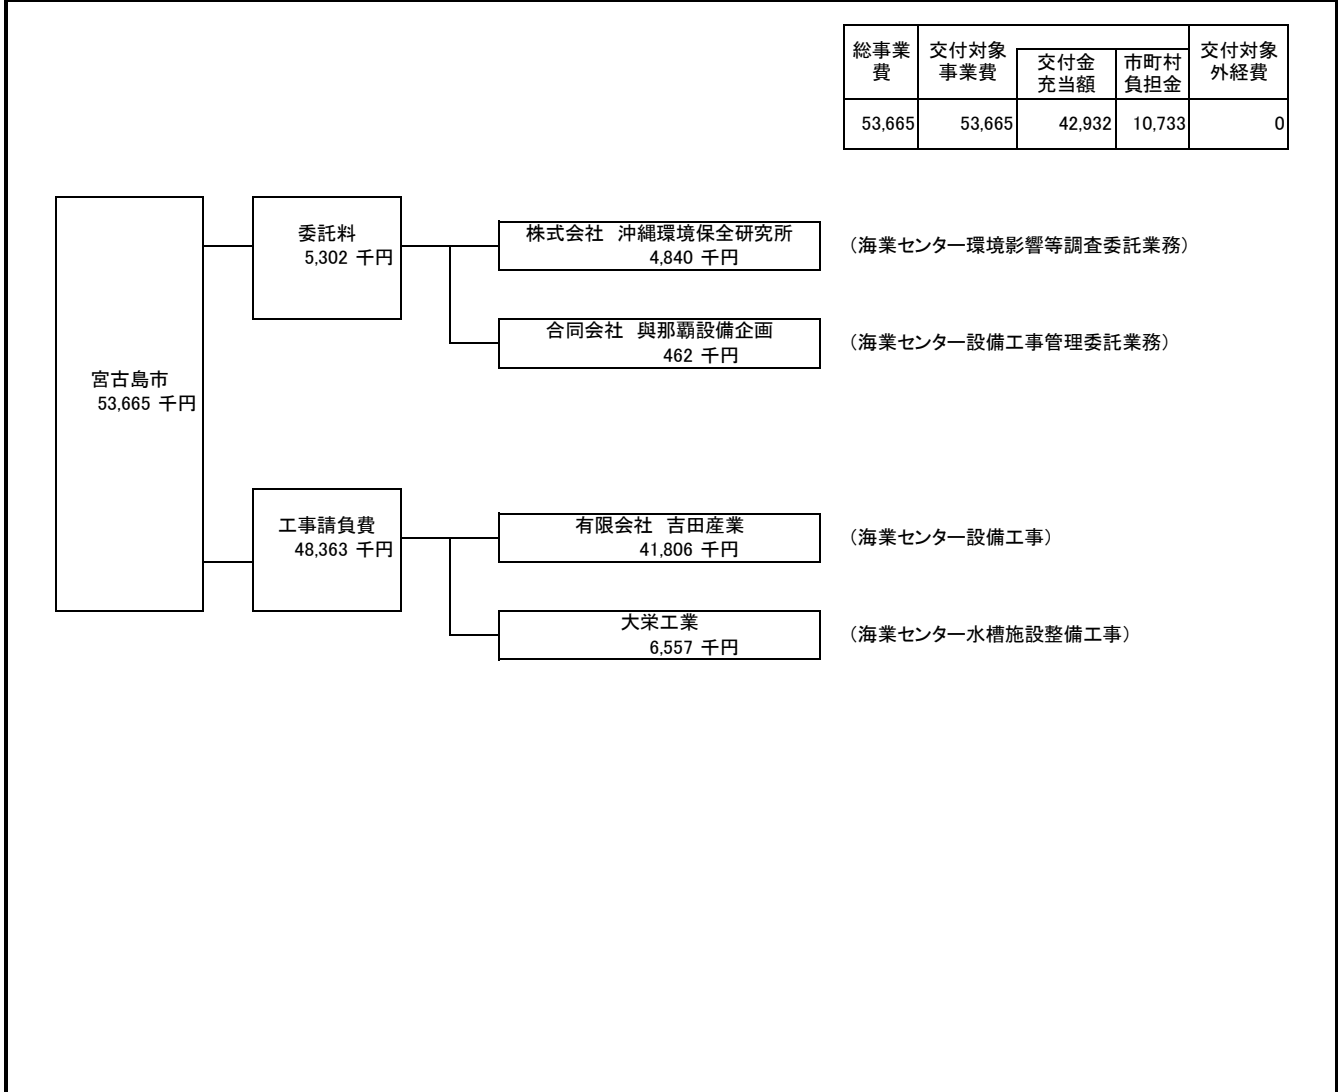 総事業
費
交付対象
事業費
交付金
充当額
市町村
負担金
交付対象
外経費
53,665 53,665 42,932 10,733 0
委託料
5,302 千円
株式会社 沖縄環境保全研究所
4,840 千円
（海業センター環境影響等調査委託業務）
合同会社 與那覇設備企画
462 千円
（海業センター設備工事管理委託業務）
宮古島市
53,665 千円
工事請負費
48,363 千円
有限会社 吉田産業
41,806 千円
（海業センター設備工事）
大栄工業
6,557 千円
（海業センター水槽施設整備工事）